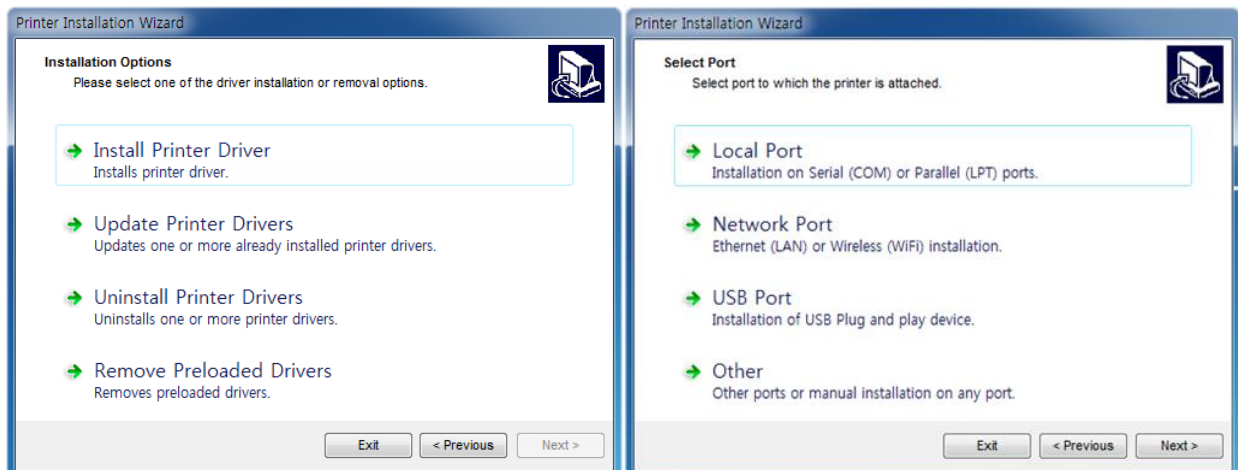 Printer Installation Wizard
Installation Options
Please select one of the driver installation or removal options.
Install Printer Driver
Installs printer driver.
Update Printer Drivers
Updates one or more already installed printer drivers.
Uninstall Printer Drivers
Uninstalls one or more printer drivers.
Remove Preloaded Drivers
Removes preloaded drivers.
Exit < Previous Next >
Printer Installation Wizard
Select Port
Select port to which the printer is attached.
Local Port
Installation on Serial (COM) or Parallel (LPT) ports.
Network Port
Ethernet (LAN) or Wireless (WiFi) installation.
USB Port
Installation of USB Plug and play device.
Other
Other ports or manual installation on any port.
Exit < Previous Next >